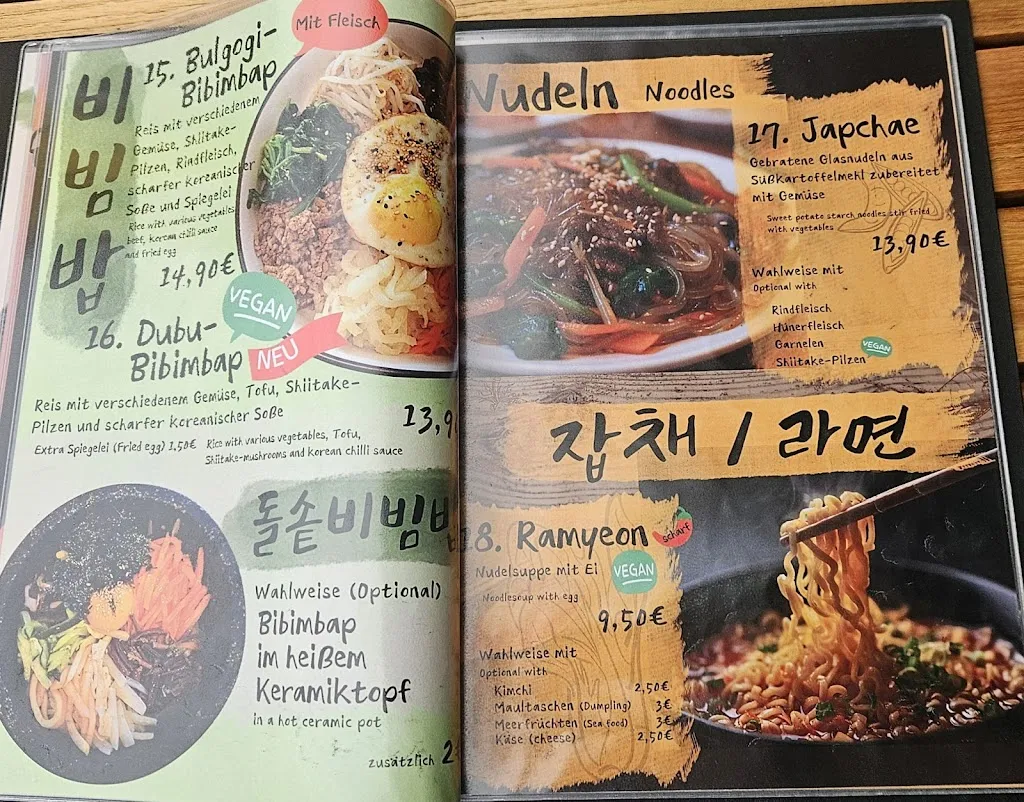 비
빔
밥
Mit Fleisch
15. Bulgogi-
Bibimbap
Reis mit verschiedenem
Gemüse, Shiitake-
Pilzen, Rindfleisch,
scharfer koreanischer
Soße und Spiegelei
Rice with various vegetables
beef, korean chilli sauce
and fried egg
14,90€
VEGAN
NEU
16. Dubu-
Bibimbap
Reis mit verschiedenem Gemüse, Tofu, Shiitake-
Pilzen und scharfer koreanischer Soße
13,9
Extra Spiegelei (Fried egg) 1,50€
Rice with various vegetables, Tofu,
Shiitake-mushrooms and korean chilli sauce
돌솥비빔
Wahlweise (Optional)
Bibimbap
im heißem
Keramiktopf
in a hot ceramic pot
zusätzlich 2
Nudeln Noodles
17. Japchae
Gebratene Glasnudeln aus
Süßkartoffelmehl zubereitet
mit Gemüse
Sweet potato starch noodles stir fried
with vegetables
13,90€
Wahlweise mit
Optional with
Rindfleisch
Hünerfleisch
Garnelen
Shiitake-Pilzen VEGAN
잡채 / 라면
18. Ramyeon
scharf
Nudelsuppe mit Ei VEGAN
Noodlesoup with egg
9,50€
Wahlweise mit
Optional with
Kimchi 2,50€
Maultaschen (Dumpling) 3€
Meerfrüchten (Sea food) 3€
Käse (cheese) 2,50€